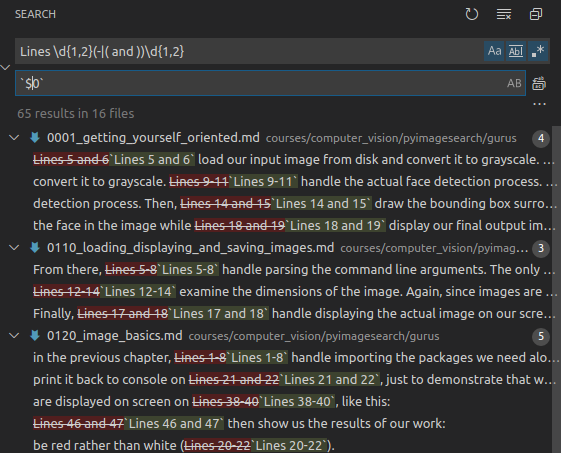 SEARCH
Lines \d{1,2}(-|( and ))\d{1,2}
Aa Abl .*
`$0`
AB
...
65 results in 16 files
0001_getting_yourself_oriented.md courses/computer_vision/pyimagesearch/gurus 4
Lines 5 and 6`Lines 5 and 6` load our input image from disk and convert it to grayscale. ...
convert it to grayscale. Lines 9-11`Lines 9-11` handle the actual face detection process. ...
detection process. Then, Lines 14 and 15`Lines 14 and 15` draw the bounding box surro...
the face in the image while Lines 18 and 19`Lines 18 and 19` display our final output im...
0110_loading_displaying_and_saving_images.md courses/computer_vision/pyimag... 3
From there, Lines 5-8`Lines 5-8` handle parsing the command line arguments. The only ...
Lines 12-14`Lines 12-14` examine the dimensions of the image. Again, since images are ...
Finally, Lines 17 and 18`Lines 17 and 18` handle displaying the actual image on our scre...
0120_image_basics.md courses/computer_vision/pyimagesearch/gurus 5
in the previous chapter, Lines 1-8`Lines 1-8` handle importing the packages we need alo...
print it back to console on Lines 21 and 22`Lines 21 and 22`, just to demonstrate that w...
are displayed on screen on Lines 38-40`Lines 38-40`, like this:
Lines 46 and 47`Lines 46 and 47` then show us the results of our work:
be red rather than white (Lines 20-22`Lines 20-22`).